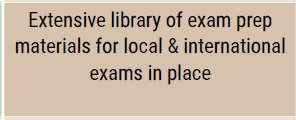 Extensive library of exam prep
materials for local & international
exams in place